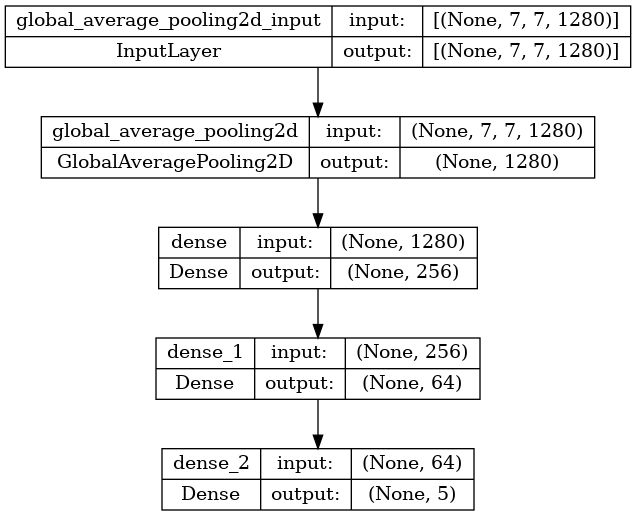 global_average_pooling2d_input input: [(None, 7, 7, 1280)]
InputLayer output: [(None, 7, 7, 1280)]
global_average_pooling2d input: (None, 7, 7, 1280)
GlobalAveragePooling2D output: (None, 1280)
dense input: (None, 1280)
Dense output: (None, 256)
dense_1 input: (None, 256)
Dense output: (None, 64)
dense_2 input: (None, 64)
Dense output: (None, 5)